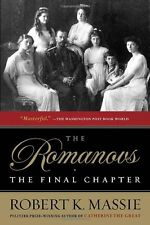 "Masterful." —THE WASHINGTON POST BOOK WORLD
THE
Romanovs
THE FINAL CHAPTER
ROBERT K. MASSIE
PULITZER PRIZE–WINNING AUTHOR OF CATHERINE THE GREAT